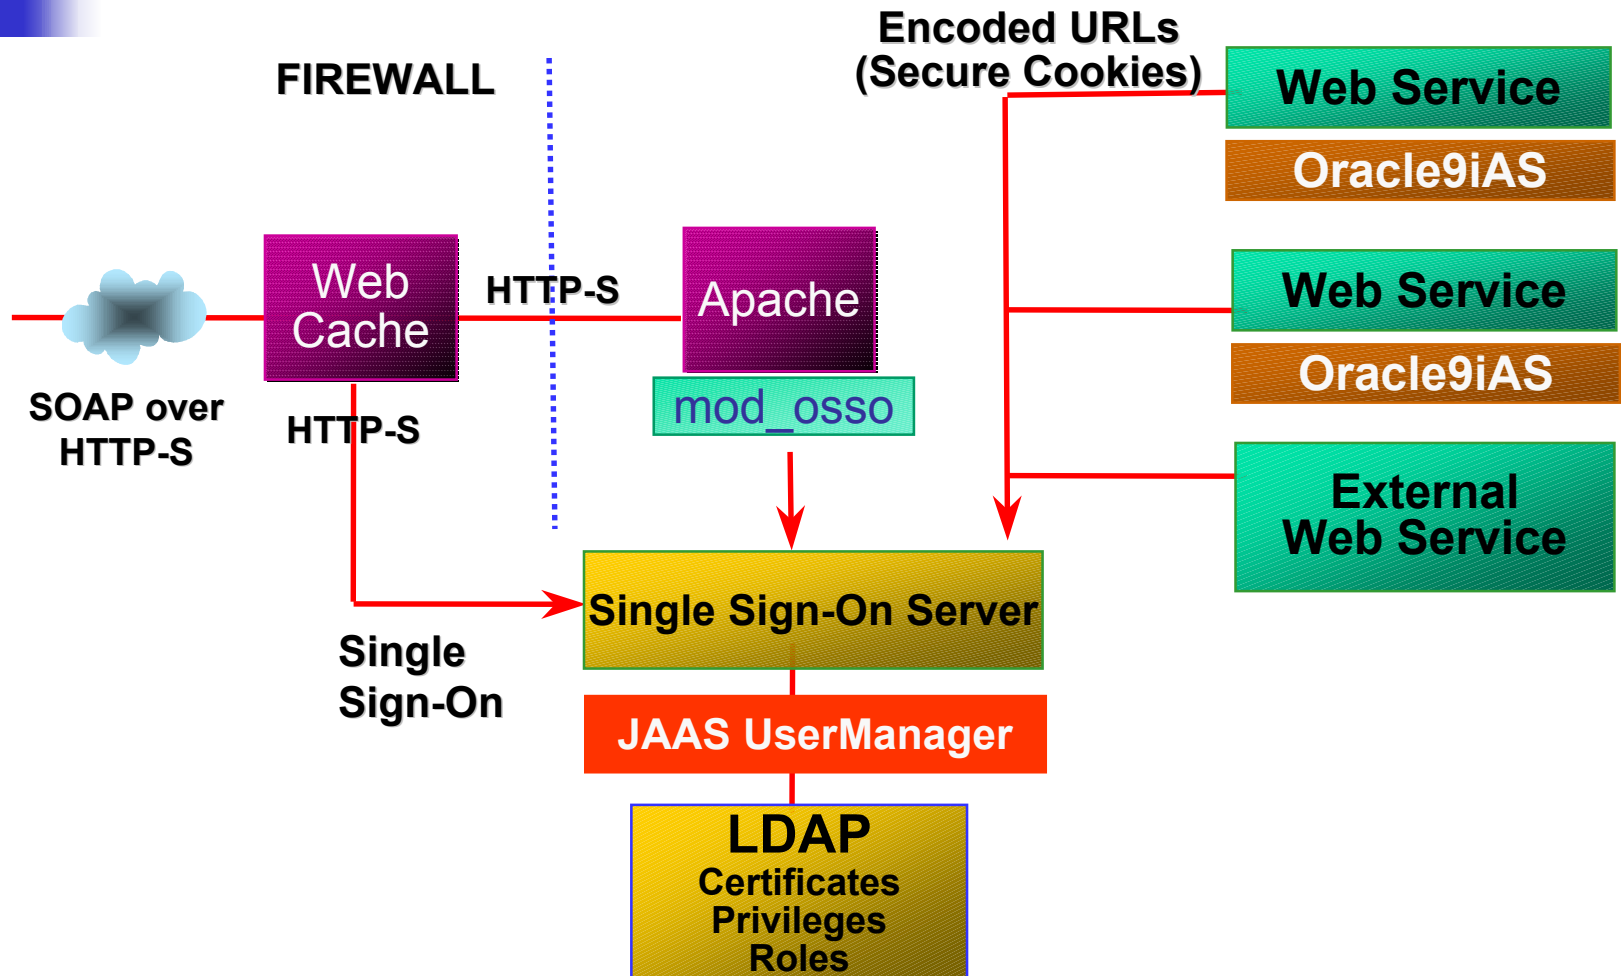 Encoded URLs
(Secure Cookies)
FIREWALL
Web Service
Oracle9iAS
Web
Cache
HTTP-S
Apache
Web Service
Oracle9iAS
mod_osso
SOAP over
HTTP-S
HTTP-S
External
Web Service
Single Sign-On Server
Single
Sign-On
JAAS UserManager
LDAP
Certificates
Privileges
Roles